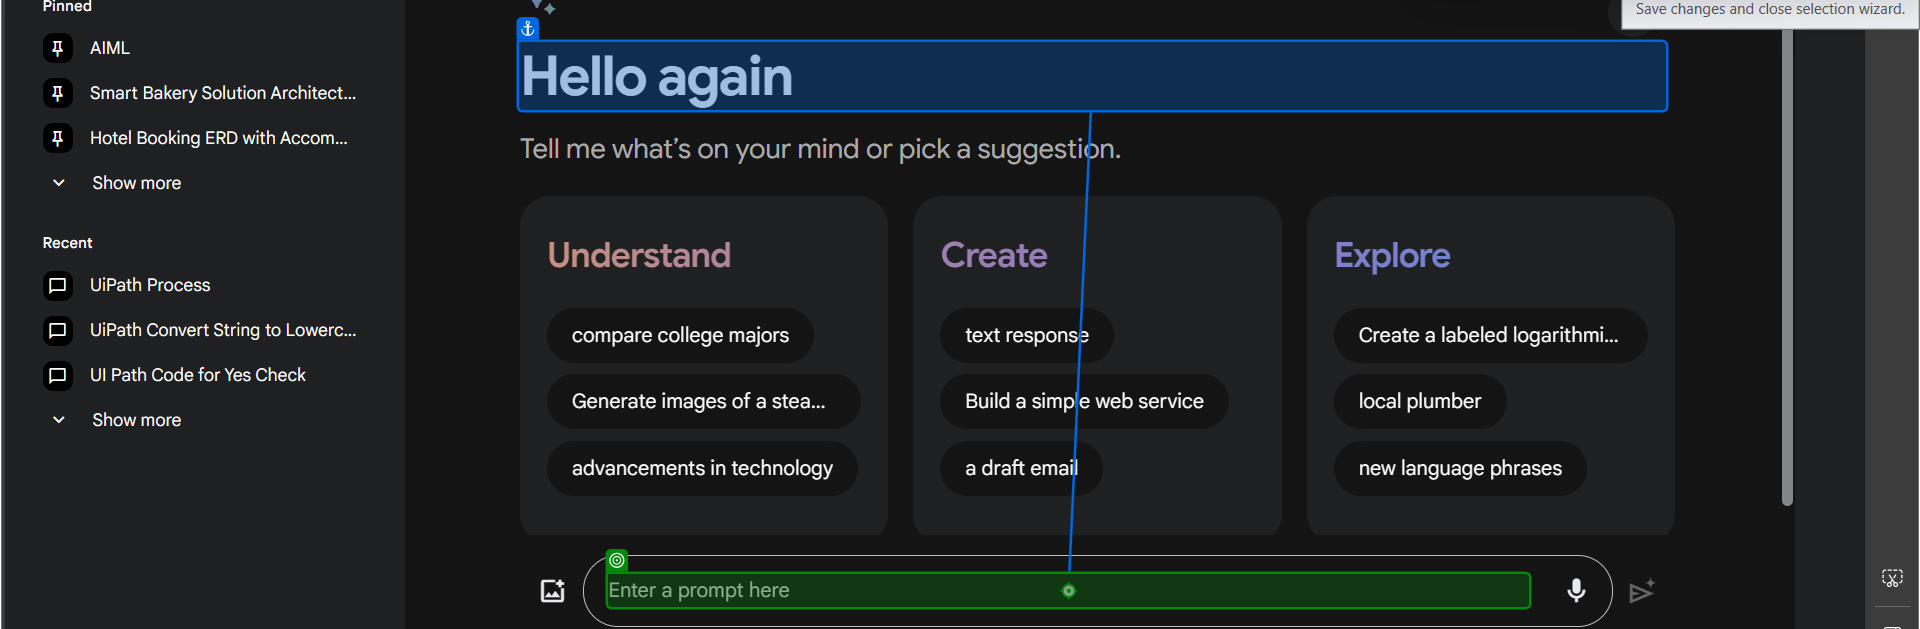 Pinned
AIML
Smart Bakery Solution Architect...
Hotel Booking ERD with Accom...
Show more
Recent
UiPath Process
UiPath Convert String to Lowerc...
UI Path Code for Yes Check
Show more
Save changes and close selection wizard.
Hello again
Tell me what's on your mind or pick a suggestion.
Understand
compare college majors
Generate images of a stea...
advancements in technology
Create
text response
Build a simple web service
a draft email
Explore
Create a labeled logarithmi...
local plumber
new language phrases
Enter a prompt here